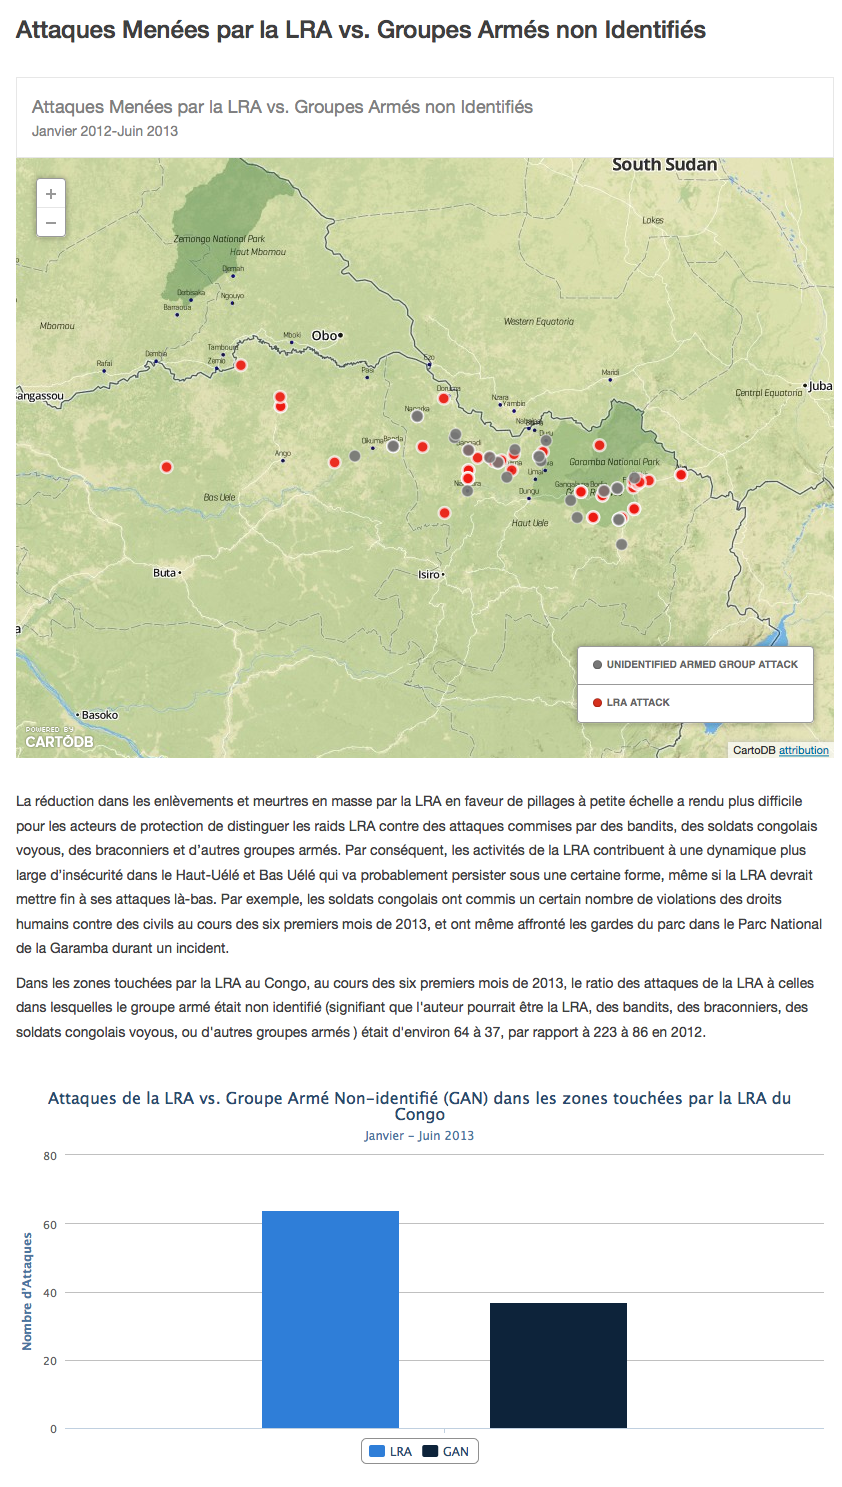 Attaques Menées par la LRA vs. Groupes Armés non Identifiés
Attaques Menées par la LRA vs. Groupes Armés non Identifiés
Janvier 2012-Juin 2013
South Sudan
+
−
Lakes
Zemongo National Park
Haut Mbomou
Djemah
Derbisaka
Ngouyo
Barraoua
Western Equatoria
Mbomou
Mboki
Obo
Tamboura
Dembia
Ezo
Rafai
Zemio
Pasi
Maridi
Juba
Doruma
Central Equatoria
Nzara
Yambio
Bangassou
Ango
Banda
Garamba National Park
Bas Uele
Dungu
Haut Uele
Buta
Isiro
UNIDENTIFIED ARMED GROUP ATTACK
LRA ATTACK
Basoko
POWERED BY
CARTODB
CartoDB attribution
La réduction dans les enlèvements et meurtres en masse par la LRA en faveur de pillages à petite échelle a rendu plus difficile
pour les acteurs de protection de distinguer les raids LRA contre des attaques commises par des bandits, des soldats congolais
voyous, des braconniers et d'autres groupes armés. Par conséquent, les activités de la LRA contribuent à une dynamique plus
large d'insécurité dans le Haut-Uélé et Bas Uélé qui va probablement persister sous une certaine forme, même si la LRA devrait
mettre fin à ses attaques là-bas. Par exemple, les soldats congolais ont commis un certain nombre de violations des droits
humains contre des civils au cours des six premiers mois de 2013, et ont même affronté les gardes du parc dans le Parc National
de la Garamba durant un incident.
Dans les zones touchées par la LRA au Congo, au cours des six premiers mois de 2013, le ratio des attaques de la LRA à celles
dans lesquelles le groupe armé était non identifié (signifiant que l'auteur pourrait être la LRA, des bandits, des braconniers, des
soldats congolais voyous, ou d'autres groupes armés ) était d'environ 64 à 37, par rapport à 223 à 86 en 2012.
Attaques de la LRA vs. Groupe Armé Non-identifié (GAN) dans les zones touchées par la LRA du
Congo
Janvier - Juin 2013
80
60
40
20
0
Nombre d'Attaques
LRA
GAN